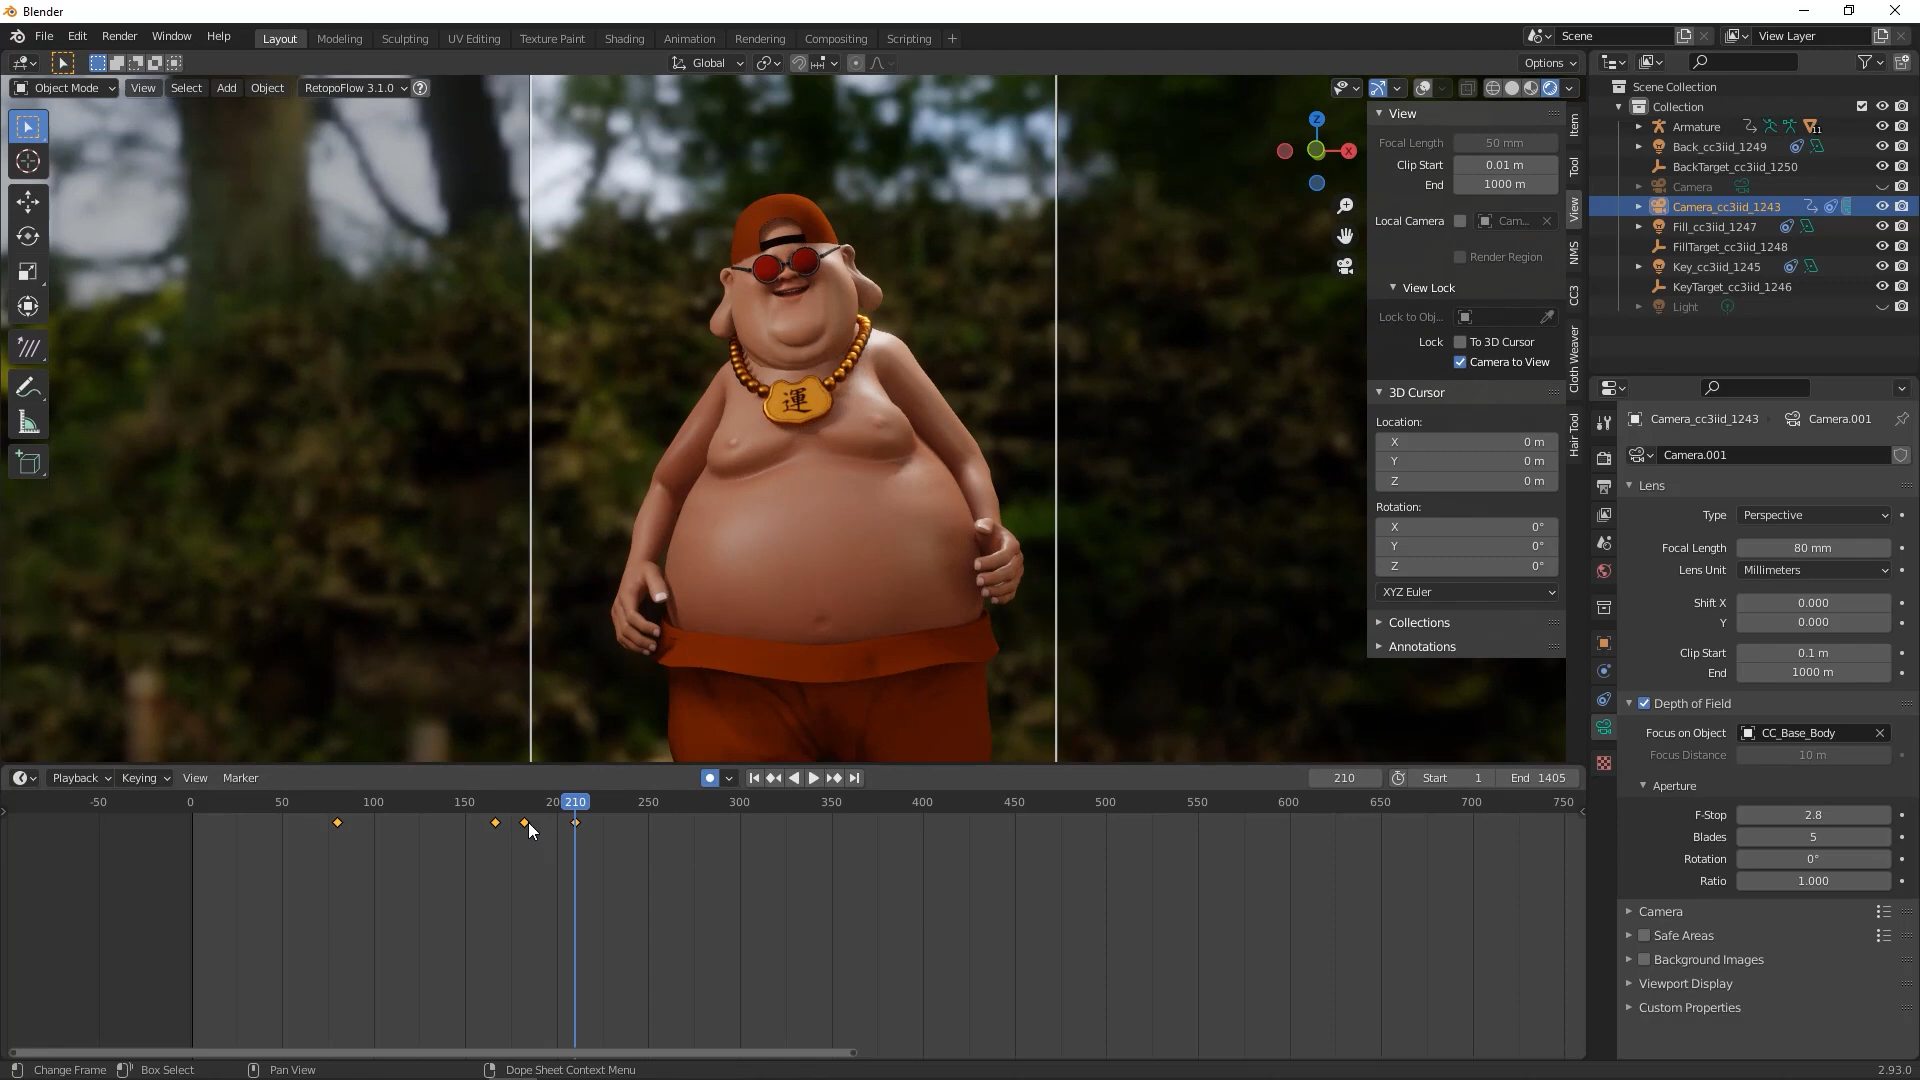 Blender
File Edit Render Window Help
Layout Modeling Sculpting UV Editing Texture Paint Shading Animation Rendering Compositing Scripting +
Scene
View Layer
Global
Options
Object Mode View Select Add Object RetopoFlow 3.1.0
Z
X
運
View
Focal Length 50 mm
Clip Start 0.01 m
End 1000 m
Local Camera Cam...
Render Region
View Lock
Lock to Obj...
Lock To 3D Cursor
Camera to View
3D Cursor
Location:
X 0 m
Y 0 m
Z 0 m
Rotation:
X 0°
Y 0°
Z 0°
XYZ Euler
Collections
Annotations
Item
Tool
View
NMS
CC3
Cloth Weaver
Hair Tool
Scene Collection
Collection
Armature 11
Back_cc3iid_1249
BackTarget_cc3iid_1250
Camera
Camera_cc3iid_1243
Fill_cc3iid_1247
FillTarget_cc3iid_1248
Key_cc3iid_1245
KeyTarget_cc3iid_1246
Light
Camera_cc3iid_1243 Camera.001
Camera.001
Lens
Type Perspective
Focal Length 80 mm
Lens Unit Millimeters
Shift X 0.000
Y 0.000
Clip Start 0.1 m
End 1000 m
Depth of Field
Focus on Object CC_Base_Body
Focus Distance 10 m
Aperture
F-Stop 2.8
Blades 5
Rotation 0°
Ratio 1.000
Camera
Safe Areas
Background Images
Viewport Display
Custom Properties
Playback Keying View Marker
210 Start 1 End 1405
-50 0 50 100 150 20 210 250 300 350 400 450 500 550 600 650 700 750
Change Frame Box Select Pan View Dope Sheet Context Menu 2.93.0